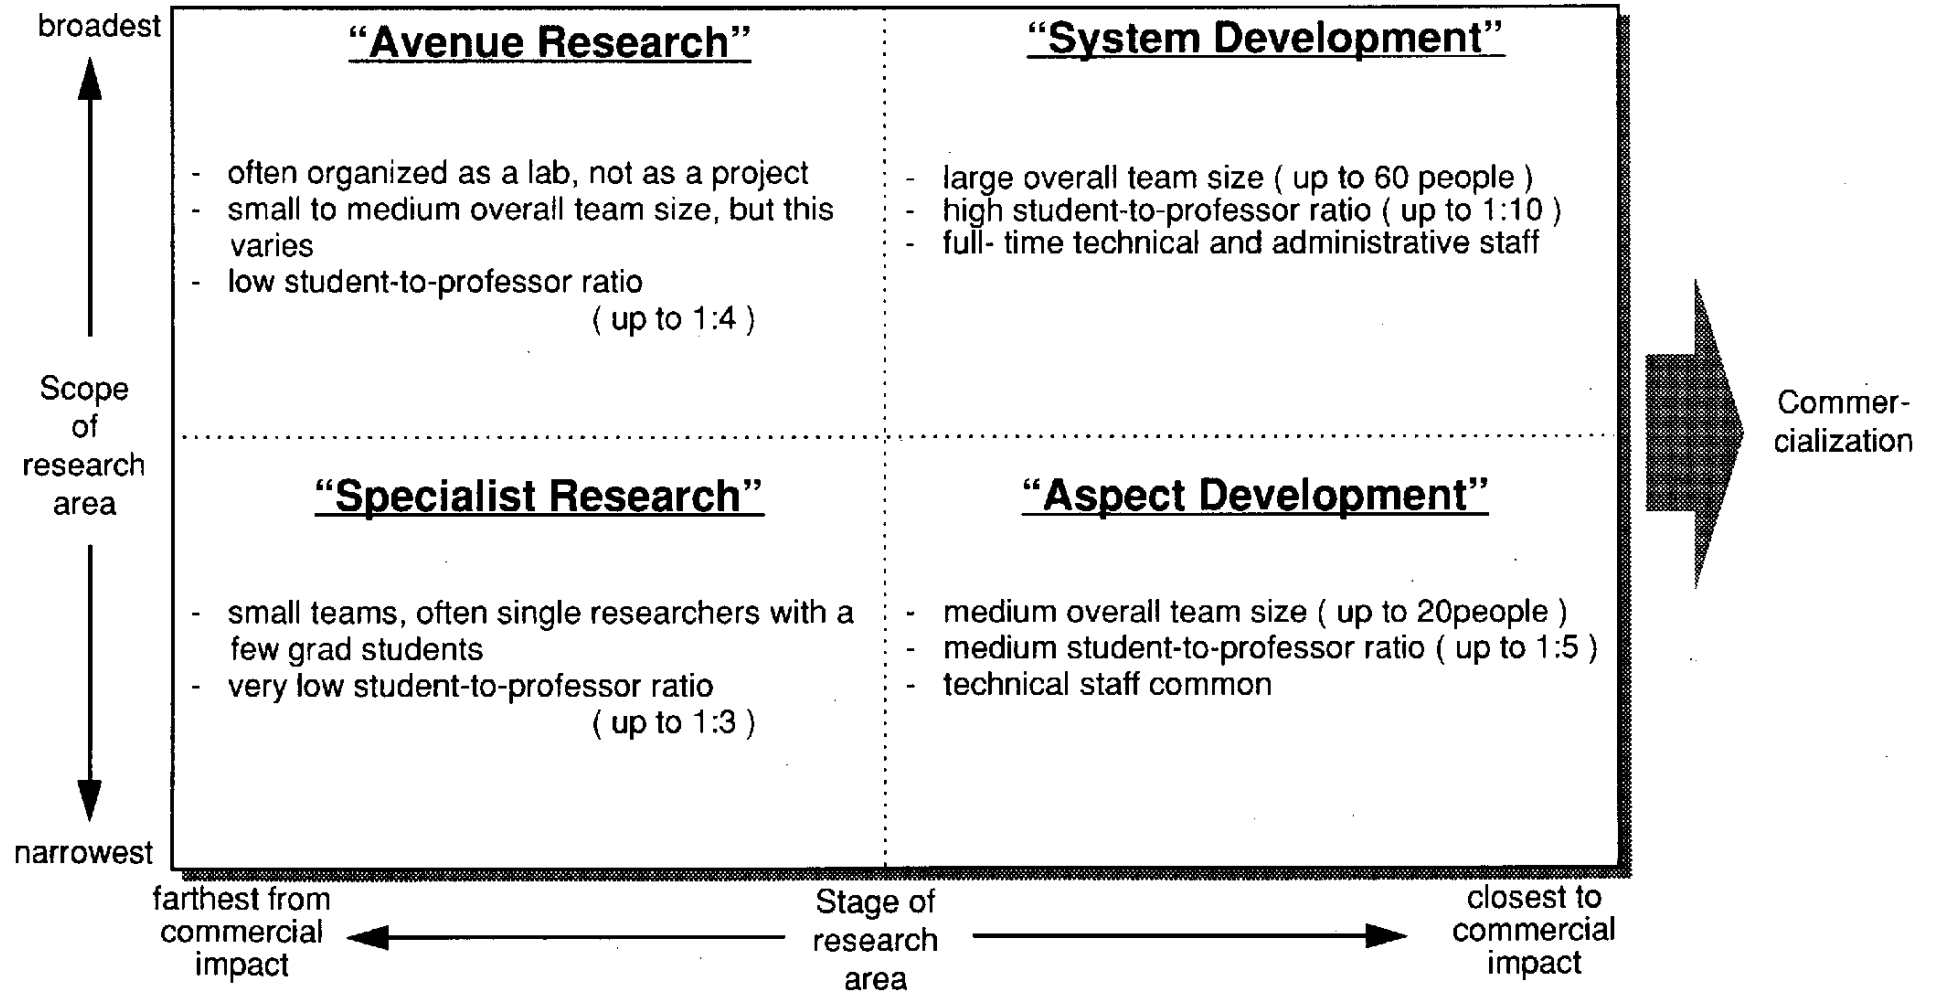 broadest
“Avenue Research”
- often organized as a lab, not as a project
- small to medium overall team size, but this
varies
- low student-to-professor ratio
( up to 1:4 )
“System Development”
- large overall team size ( up to 60 people )
- high student-to-professor ratio ( up to 1:10 )
- full- time technical and administrative staff
Scope
of
research
area
Commer-
cialization
“Specialist Research”
- small teams, often single researchers with a
few grad students
- very low student-to-professor ratio
( up to 1:3 )
“Aspect Development”
- medium overall team size ( up to 20people )
- medium student-to-professor ratio ( up to 1:5 )
- technical staff common
narrowest
farthest from
commercial
impact
Stage of
research
area
closest to
commercial
impact